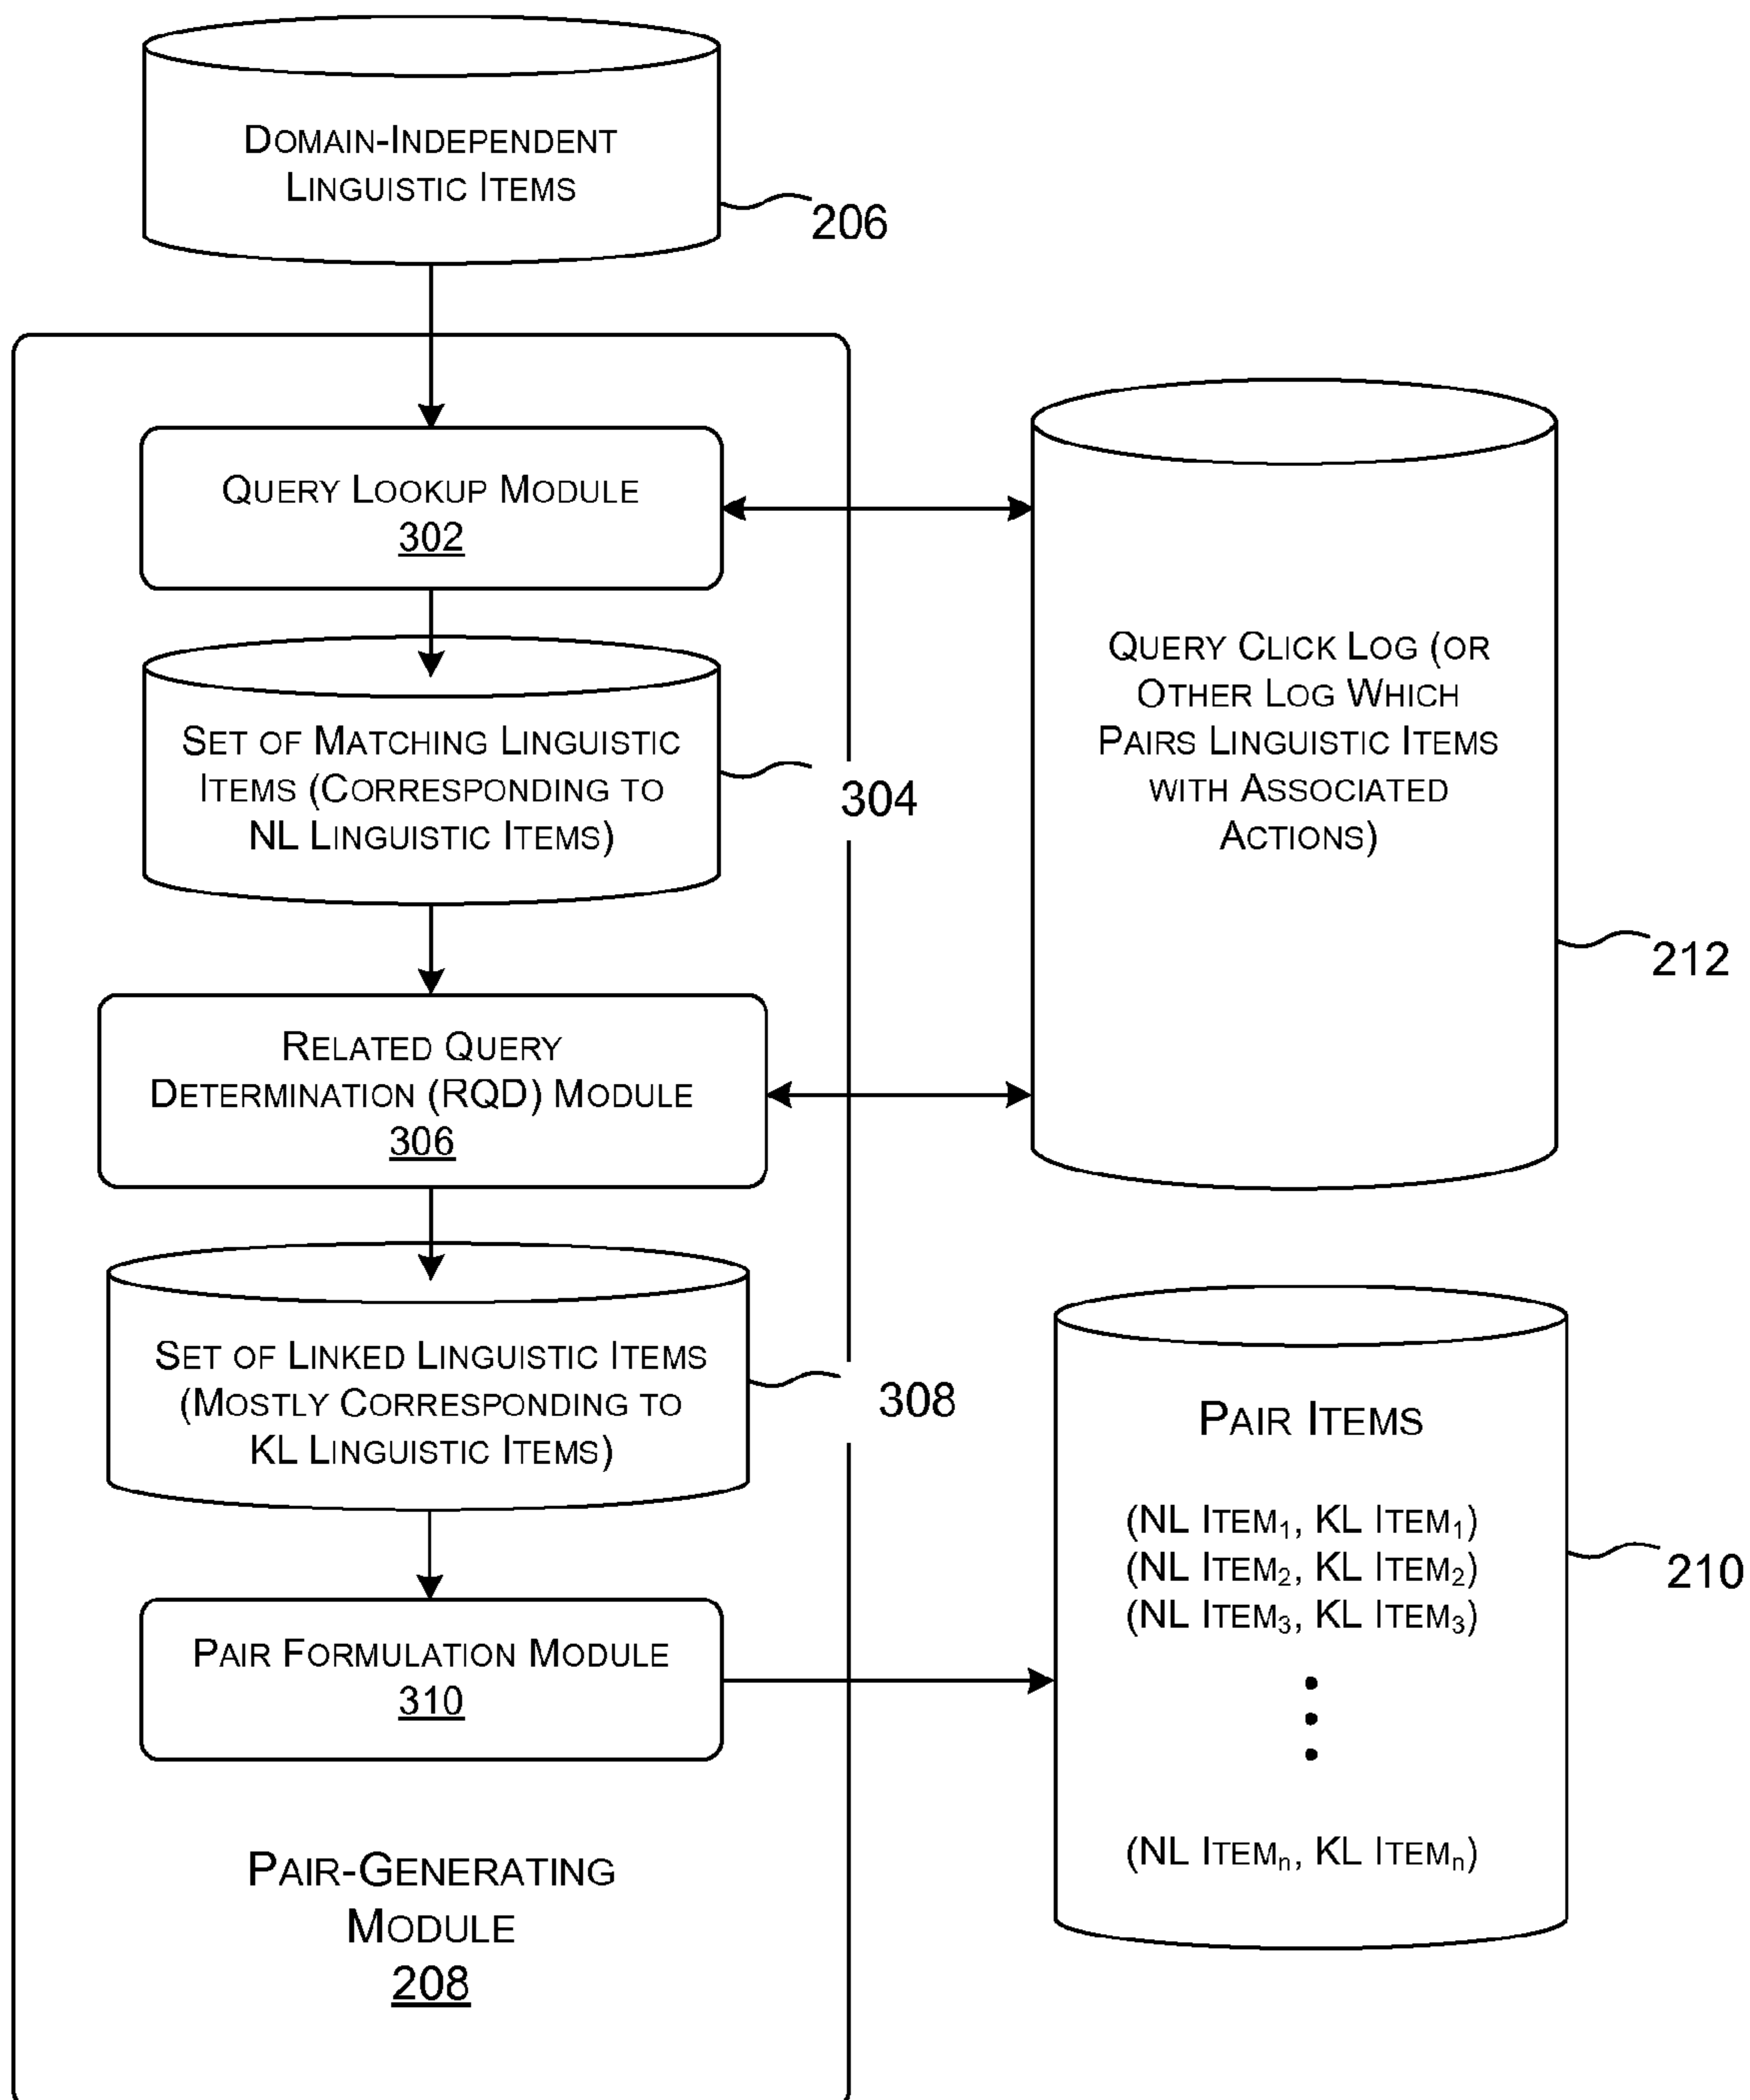 DOMAIN-INDEPENDENT
LINGUISTIC ITEMS
206
QUERY LOOKUP MODULE
302
SET OF MATCHING LINGUISTIC
ITEMS (CORRESPONDING TO
NL LINGUISTIC ITEMS)
304
QUERY CLICK LOG (OR
OTHER LOG WHICH
PAIRS LINGUISTIC ITEMS
WITH ASSOCIATED
ACTIONS)
212
RELATED QUERY
DETERMINATION (RQD) MODULE
306
SET OF LINKED LINGUISTIC ITEMS
(MOSTLY CORRESPONDING TO
KL LINGUISTIC ITEMS)
308
PAIR FORMULATION MODULE
310
PAIR ITEMS
(NL ITEM₁, KL ITEM₁)
(NL ITEM₂, KL ITEM₂)
(NL ITEM₃, KL ITEM₃)
(NL ITEMₙ, KL ITEMₙ)
210
PAIR-GENERATING
MODULE
208